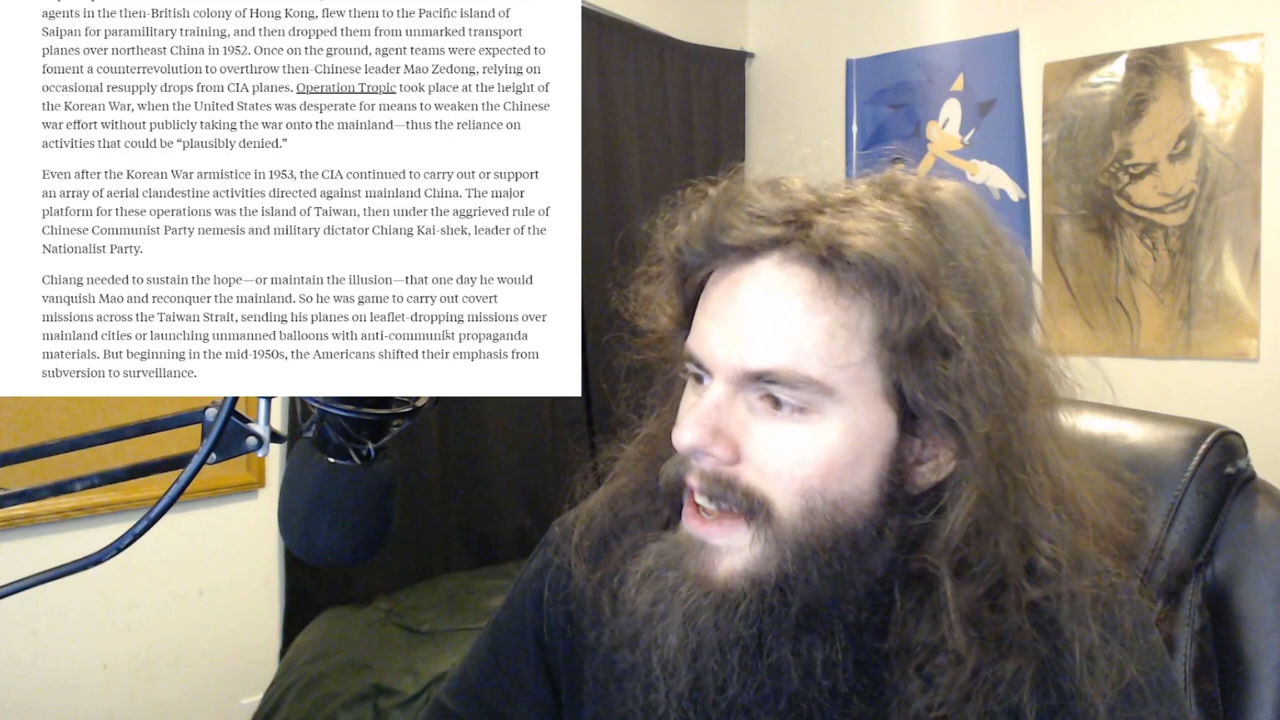 agents in the then-British colony of Hong Kong, flew them to the Pacific island of
Saipan for paramilitary training, and then dropped them from unmarked transport
planes over northeast China in 1952. Once on the ground, agent teams were expected to
foment a counterrevolution to overthrow then-Chinese leader Mao Zedong, relying on
occasional resupply drops from CIA planes. Operation Tropic took place at the height of
the Korean War, when the United States was desperate for means to weaken the Chinese
war effort without publicly taking the war onto the mainland—thus the reliance on
activities that could be “plausibly denied.”
Even after the Korean War armistice in 1953, the CIA continued to carry out or support
an array of aerial clandestine activities directed against mainland China. The major
platform for these operations was the island of Taiwan, then under the aggrieved rule of
Chinese Communist Party nemesis and military dictator Chiang Kai-shek, leader of the
Nationalist Party.
Chiang needed to sustain the hope—or maintain the illusion—that one day he would
vanquish Mao and reconquer the mainland. So he was game to carry out covert
missions across the Taiwan Strait, sending his planes on leaflet-dropping missions over
mainland cities or launching unmanned balloons with anti-communist propaganda
materials. But beginning in the mid-1950s, the Americans shifted their emphasis from
subversion to surveillance.